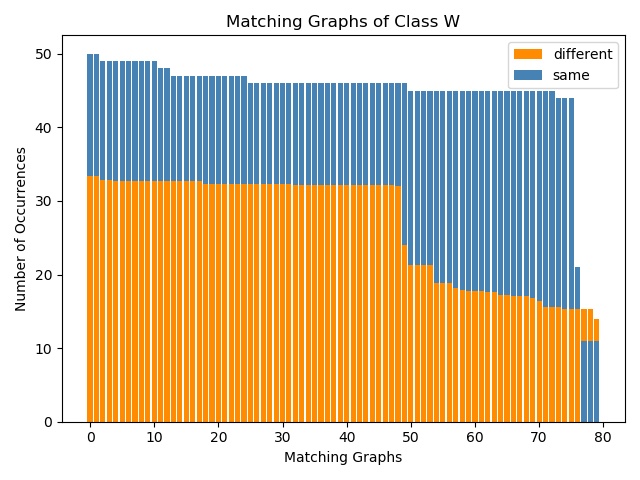 Matching Graphs of Class W
different
same
Number of Occurrences
50
40
30
20
10
0
0 10 20 30 40 50 60 70 80
Matching Graphs